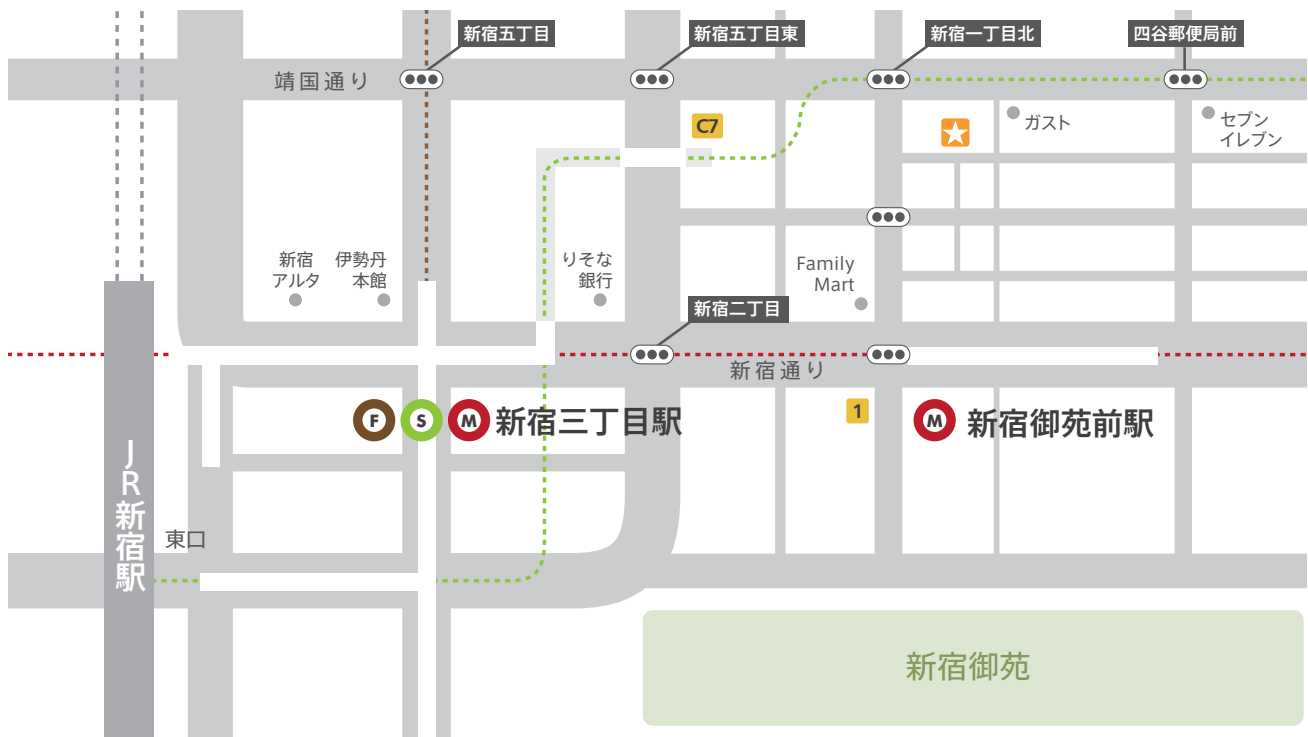 新宿五丁目
新宿五丁目東
新宿一丁目北
四谷郵便局前
靖国通り
C7
ガスト
セブン
イレブン
新宿
アルタ
伊勢丹
本館
りそな
銀行
Family
Mart
新宿二丁目
新宿通り
F
S
M
新宿三丁目駅
1
M
新宿御苑前駅
JR新宿駅
東口
新宿御苑